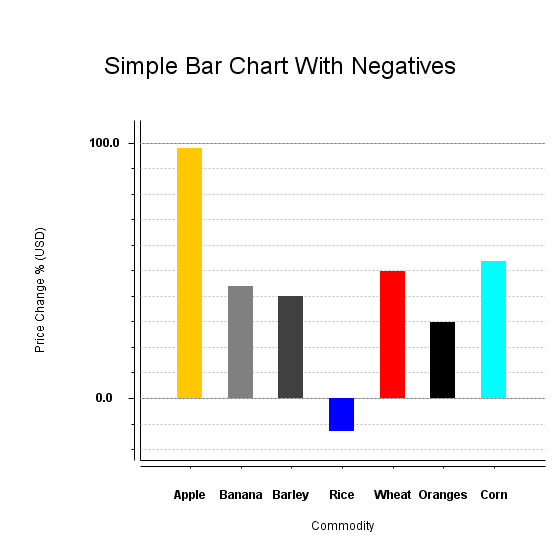 Simple Bar Chart With Negatives
100.0
Price Change % (USD)
0.0
Apple Banana Barley Rice Wheat Oranges Corn
Commodity